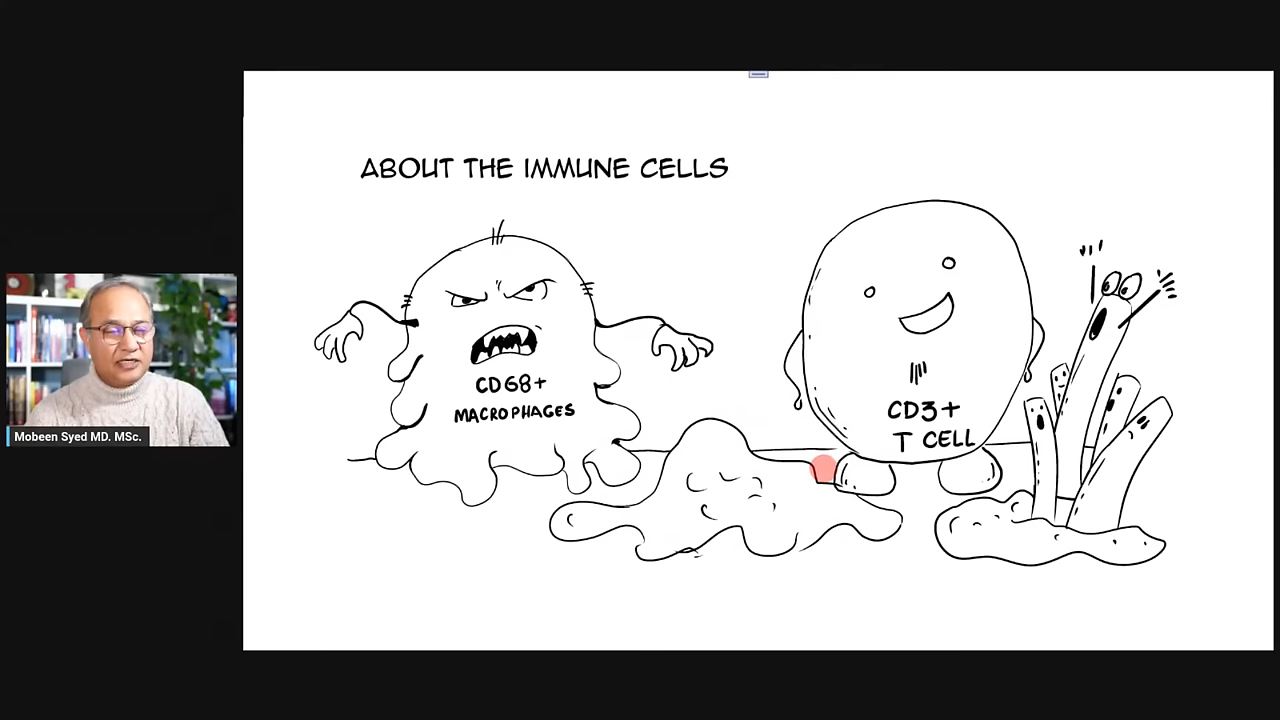 ABOUT THE IMMUNE CELLS
CD68+
MACROPHAGES
CD3+
T CELL
Mobeen Syed MD. MSc.